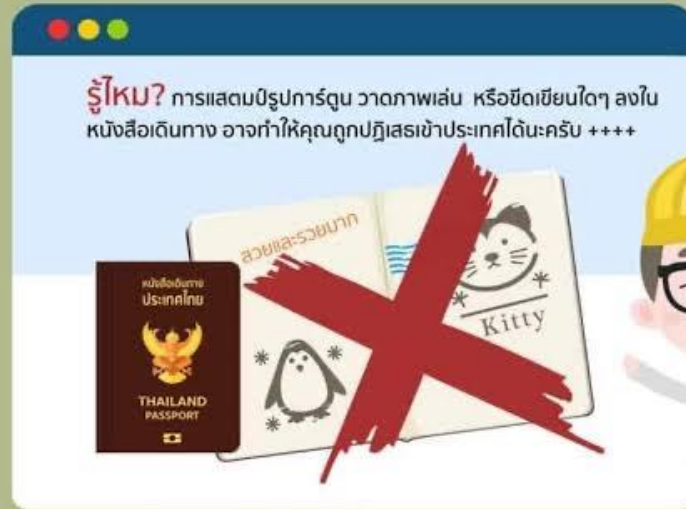 รู้ไหม? การแสตมป์รูปการ์ตูน วาดภาพเล่น หรือขีดเขียนใดๆ ลงใน
หนังสือเดินทาง อาจทำให้คุณถูกปฏิเสธเข้าประเทศได้นะครับ ++++
สวยและรวยมาก
Kitty
หนังสือเดินทาง
ประเทศไทย
THAILAND
PASSPORT